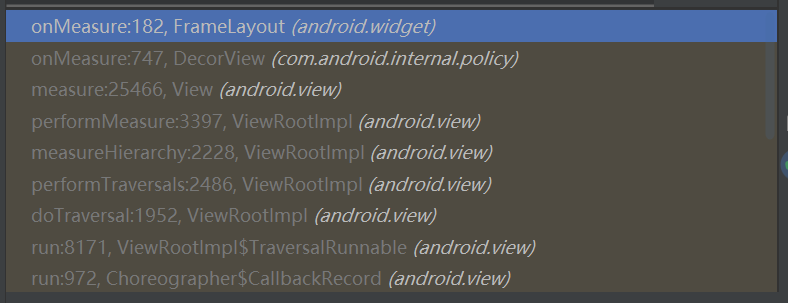 onMeasure:182, FrameLayout (android.widget)
onMeasure:747, DecorView (com.android.internal.policy)
measure:25466, View (android.view)
performMeasure:3397, ViewRootImpl (android.view)
measureHierarchy:2228, ViewRootImpl (android.view)
performTraversals:2486, ViewRootImpl (android.view)
doTraversal:1952, ViewRootImpl (android.view)
run:8171, ViewRootImpl$TraversalRunnable (android.view)
run:972, Choreographer$CallbackRecord (android.view)